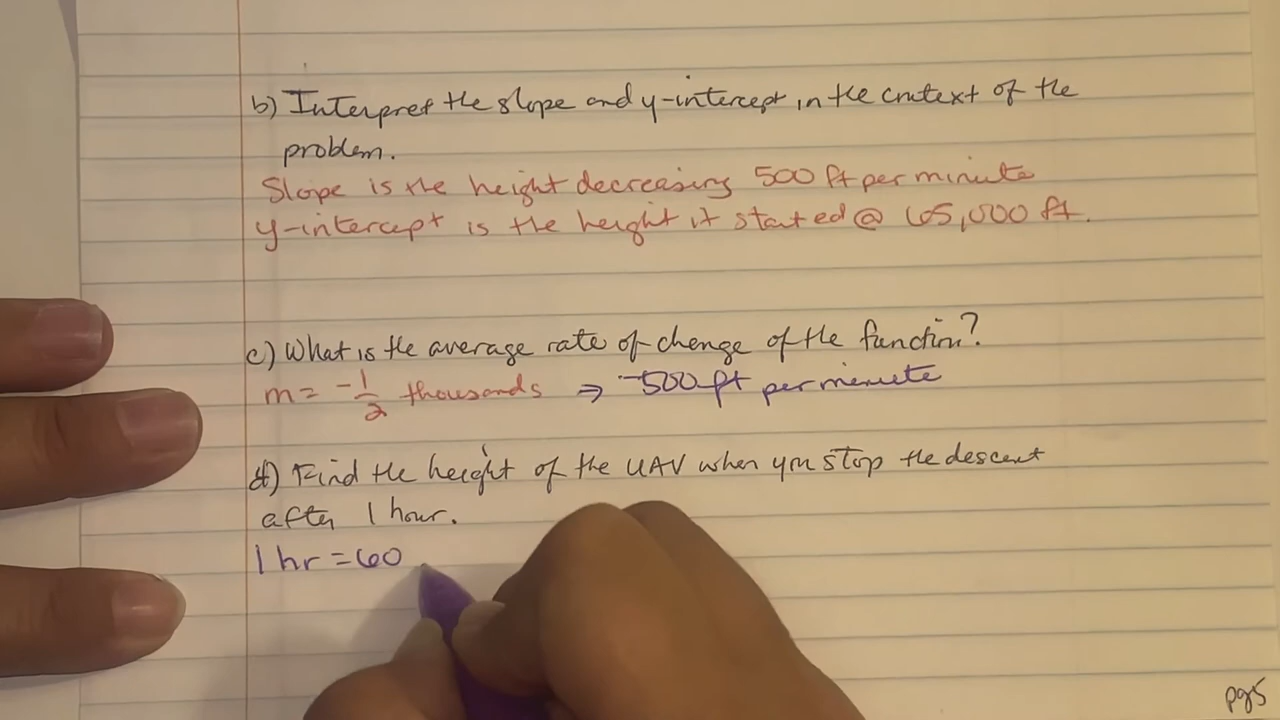 b) Interpret the slope and y-intercept in the context of the
problem.
Slope is the height decreasing 500 ft per minute
y-intercept is the height it started @ 65,000 ft.
c) What is the average rate of change of the function?
m = -1/2 thousands ⇒ -500 ft per minute
d) Find the height of the UAV when you stop the descent
after 1 hour.
1 hr = 60
pg5